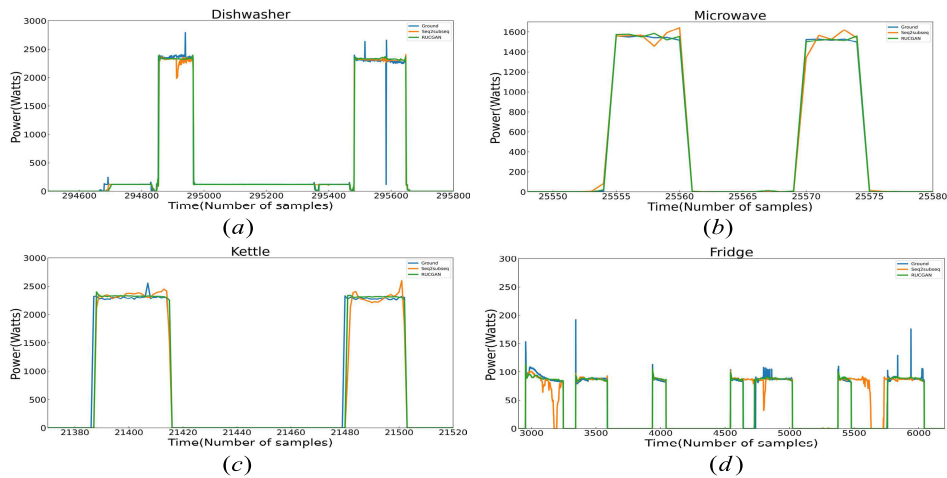 Dishwasher
Ground
Seq2subseq
RUCGAN
Power(Watts)
3000
2500
2000
1500
1000
500
0
294600 294800 295000 295200 295400 295600 295800
Time(Number of samples)
(a)
Microwave
Ground
Seq2subseq
RUCGAN
Power(Watts)
1600
1400
1200
1000
800
600
400
200
0
25550 25555 25560 25565 25570 25575 25580
Time(Number of samples)
(b)
Kettle
Ground
Seq2subseq
RUCGAN
Power(Watts)
3000
2500
2000
1500
1000
500
0
21380 21400 21420 21440 21460 21480 21500 21520
Time(Number of samples)
(c)
Fridge
Ground
Seq2subseq
RUCGAN
Power(Watts)
300
250
200
150
100
50
0
3000 3500 4000 4500 5000 5500 6000
Time(Number of samples)
(d)